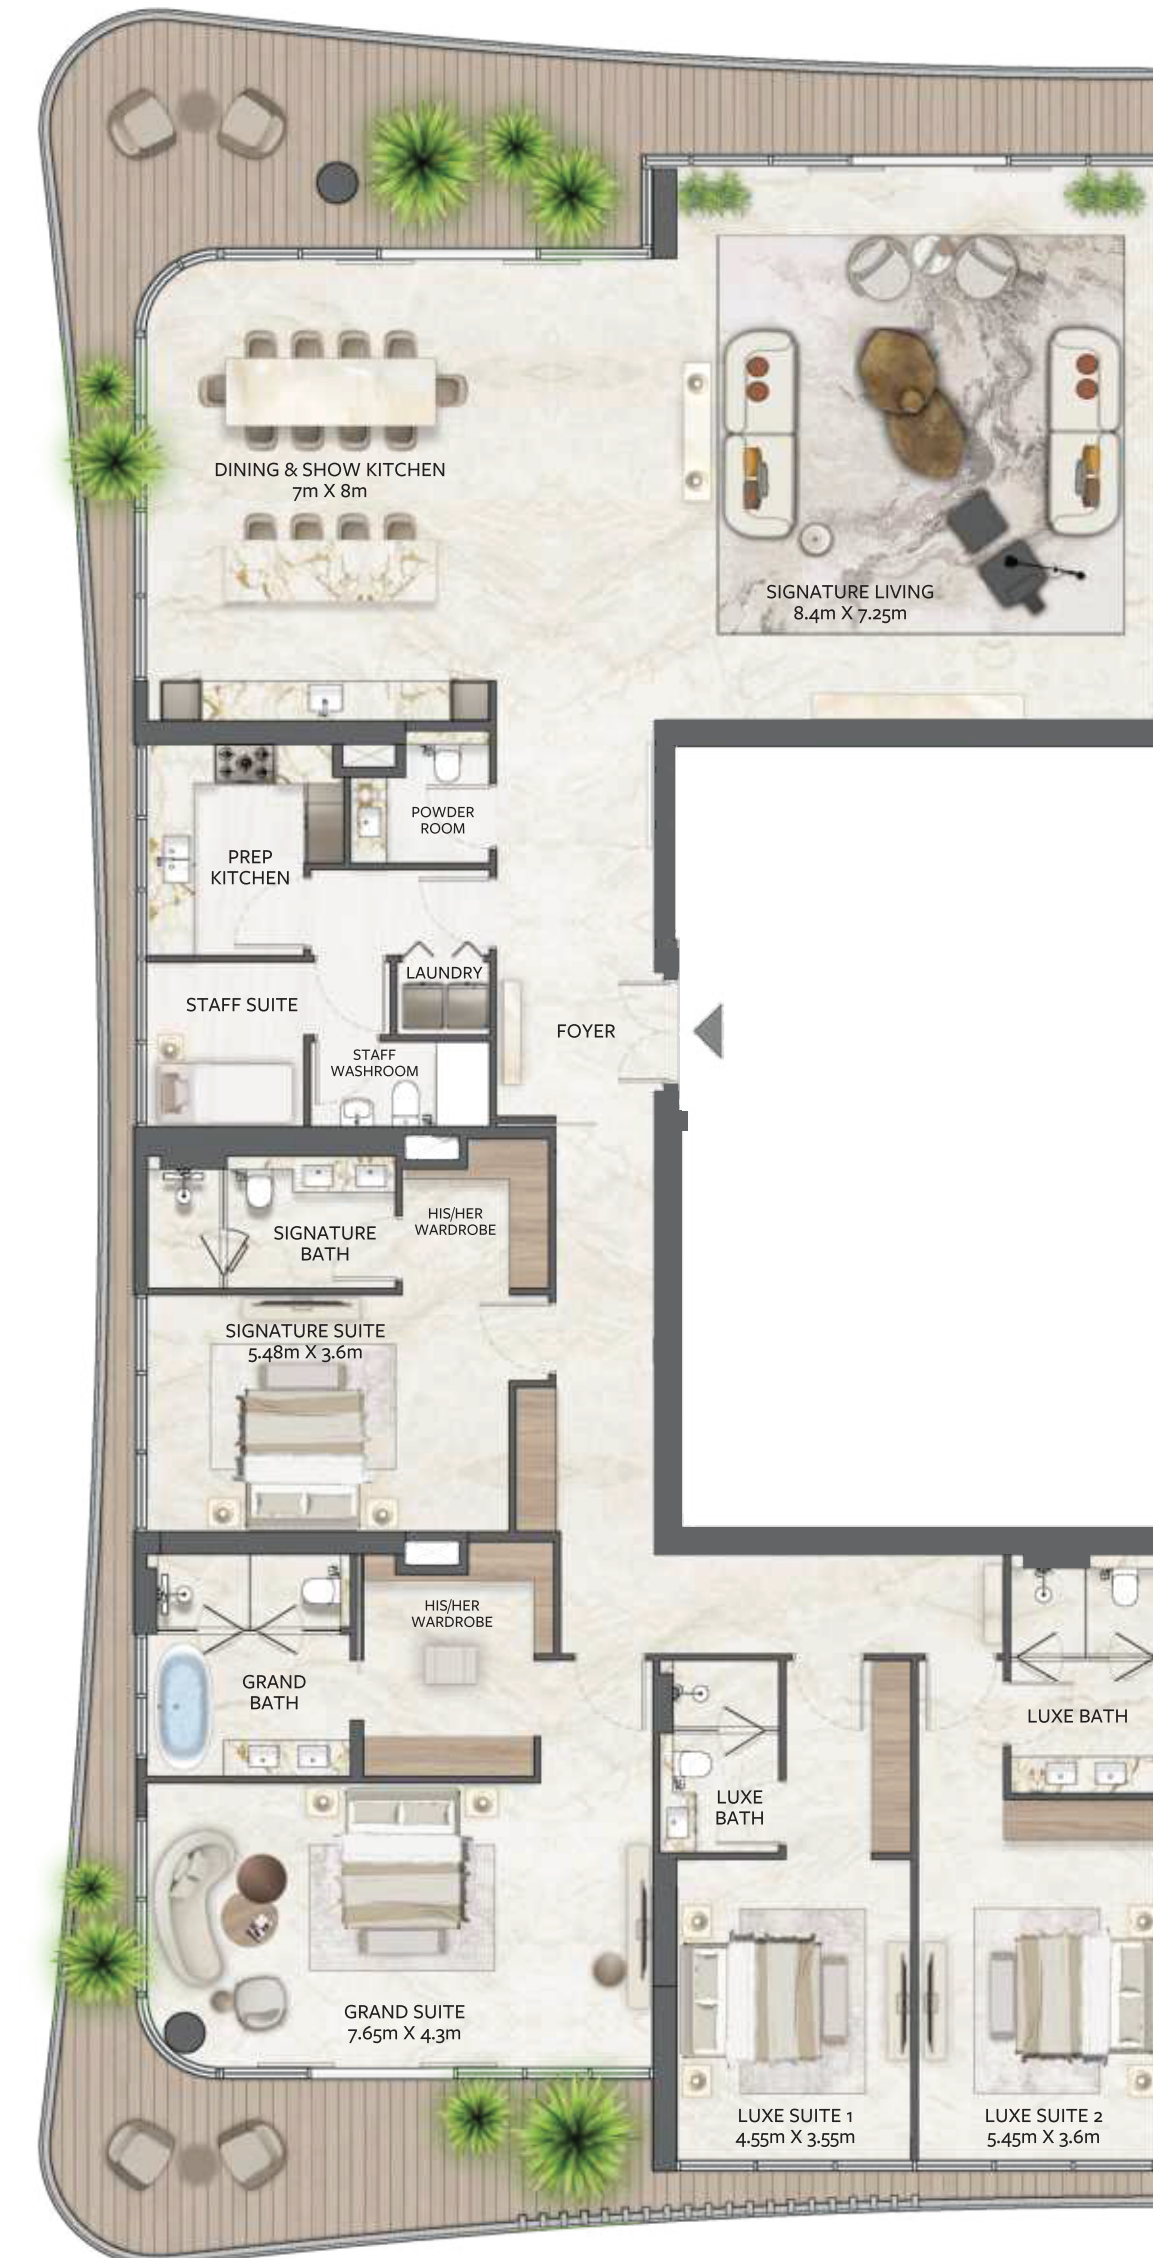 DINING & SHOW KITCHEN
7m X 8m
SIGNATURE LIVING
8.4m X 7.25m
POWDER
ROOM
PREP
KITCHEN
LAUNDRY
STAFF SUITE
FOYER
STAFF
WASHROOM
HIS/HER
WARDROBE
SIGNATURE
BATH
SIGNATURE SUITE
5.48m X 3.6m
HIS/HER
WARDROBE
GRAND
BATH
LUXE BATH
LUXE
BATH
GRAND SUITE
7.65m X 4.3m
LUXE SUITE 1
4.55m X 3.55m
LUXE SUITE 2
5.45m X 3.6m